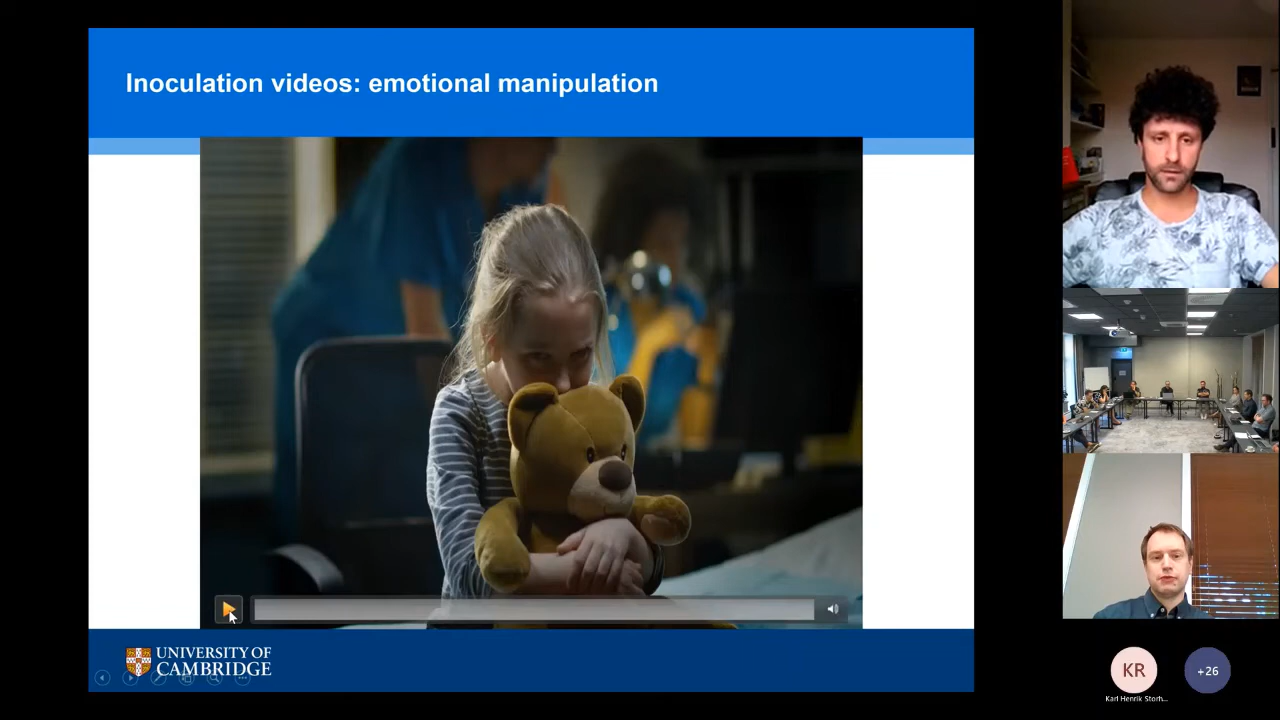 Inoculation videos: emotional manipulation
UNIVERSITY OF
CAMBRIDGE
KR
+26
Karl Henrik Storh...